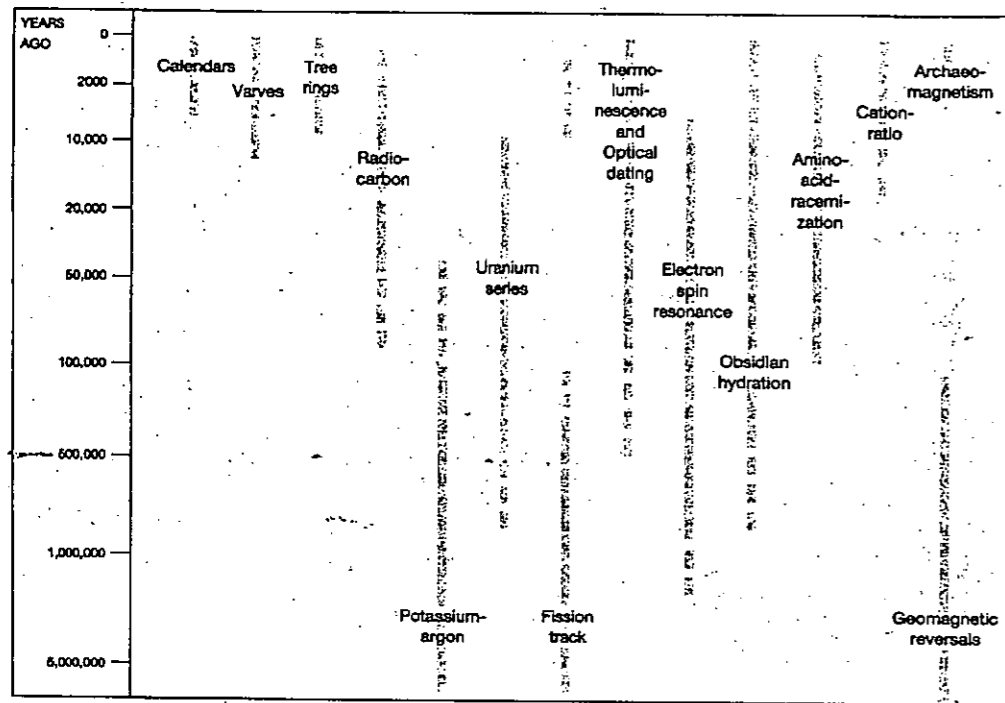 YEARS
AGO
0
2000
10,000
20,000
50,000
100,000
500,000
1,000,000
5,000,000
Calendars
Varves
Tree
rings
Radio-
carbon
Potassium-
argon
Uranium
series
Fission
track
Thermo-
lumi-
nescence
and
Optical
dating
Electron
spin
resonance
Obsidian
hydration
Amino-
acid-
racemi-
zation
Cation-
ratio
Archaeo-
magnetism
Geomagnetic
reversals